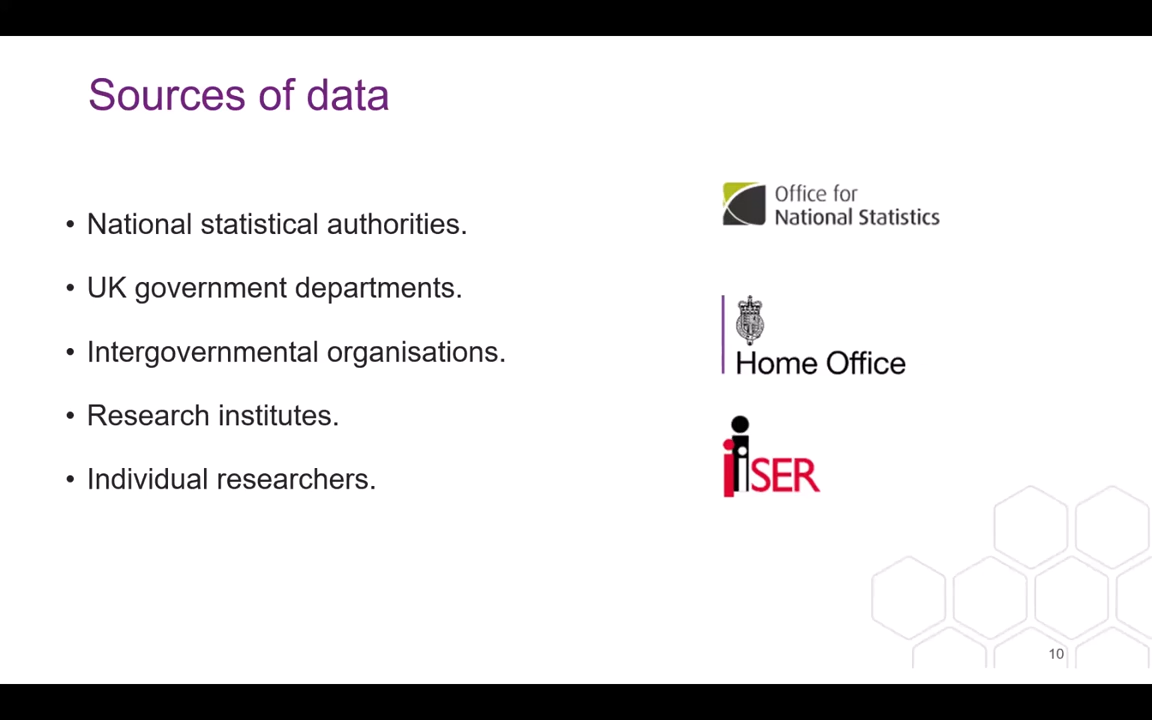 Sources of data
• National statistical authorities.
• UK government departments.
• Intergovernmental organisations.
• Research institutes.
• Individual researchers.
Office for
National Statistics
Home Office
iSER
10